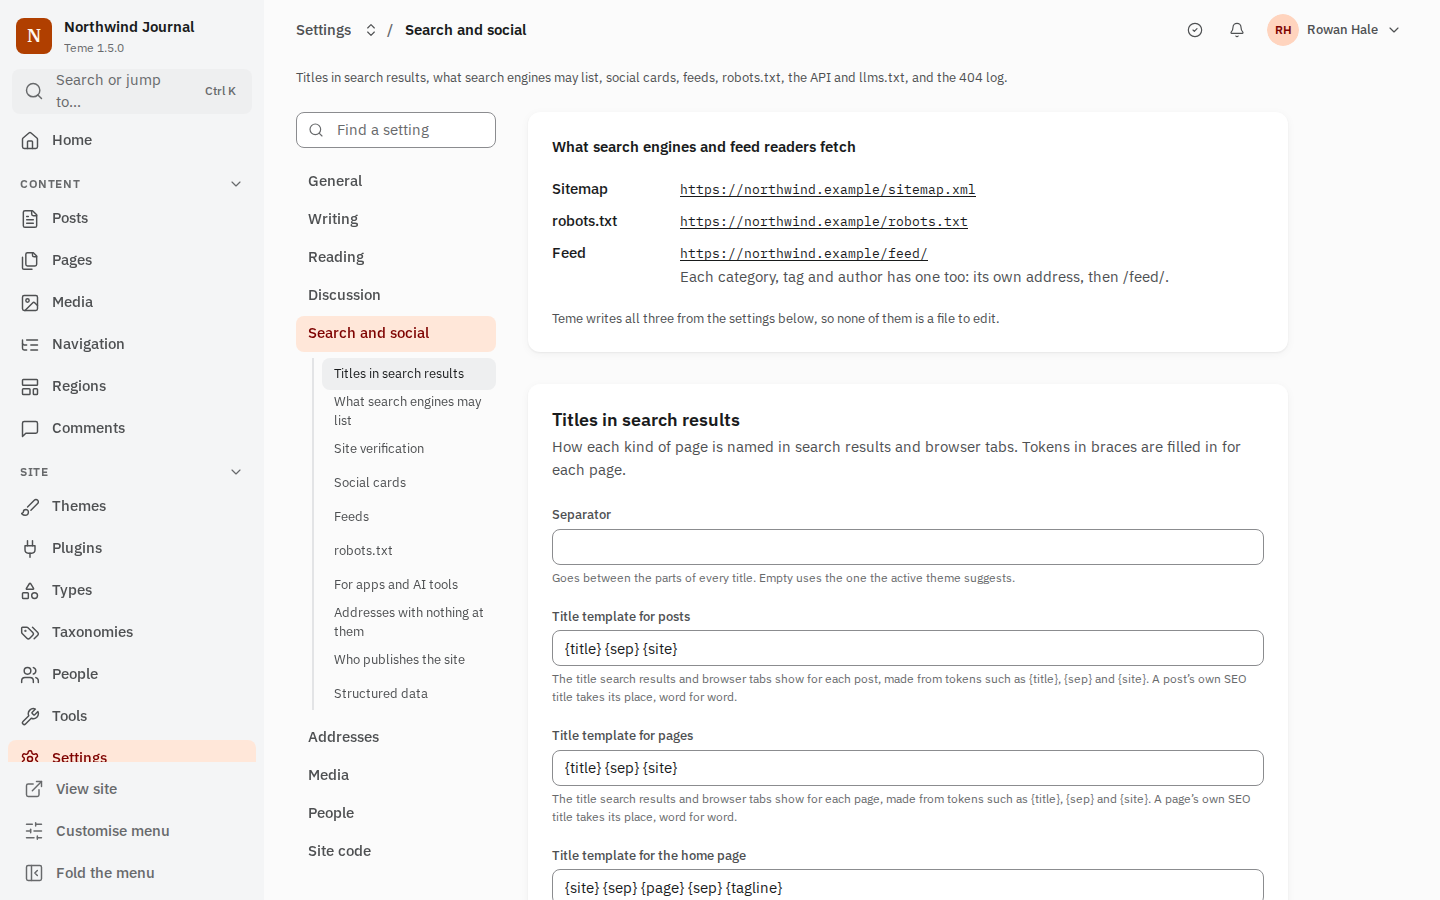 N
Northwind Journal
Teme 1.5.0
Search or jump
to...
Ctrl K
Home
CONTENT
Posts
Pages
Media
Navigation
Regions
Comments
SITE
Themes
Plugins
Types
Taxonomies
People
Tools
Settings
View site
Customise menu
Fold the menu
Settings / Search and social
RH
Rowan Hale
Titles in search results, what search engines may list, social cards, feeds, robots.txt, the API and llms.txt, and the 404 log.
Find a setting
General
Writing
Reading
Discussion
Search and social
Titles in search results
What search engines may
list
Site verification
Social cards
Feeds
robots.txt
For apps and AI tools
Addresses with nothing at
them
Who publishes the site
Structured data
Addresses
Media
People
Site code
What search engines and feed readers fetch
Sitemap https://northwind.example/sitemap.xml
robots.txt https://northwind.example/robots.txt
Feed https://northwind.example/feed/
Each category, tag and author has one too: its own address, then /feed/.
Teme writes all three from the settings below, so none of them is a file to edit.
Titles in search results
How each kind of page is named in search results and browser tabs. Tokens in braces are filled in for
each page.
Separator
Goes between the parts of every title. Empty uses the one the active theme suggests.
Title template for posts
{title} {sep} {site}
The title search results and browser tabs show for each post, made from tokens such as {title}, {sep} and {site}. A post's own SEO
title takes its place, word for word.
Title template for pages
{title} {sep} {site}
The title search results and browser tabs show for each page, made from tokens such as {title}, {sep} and {site}. A page's own SEO
title takes its place, word for word.
Title template for the home page
{site} {sep} {page} {sep} {tagline}